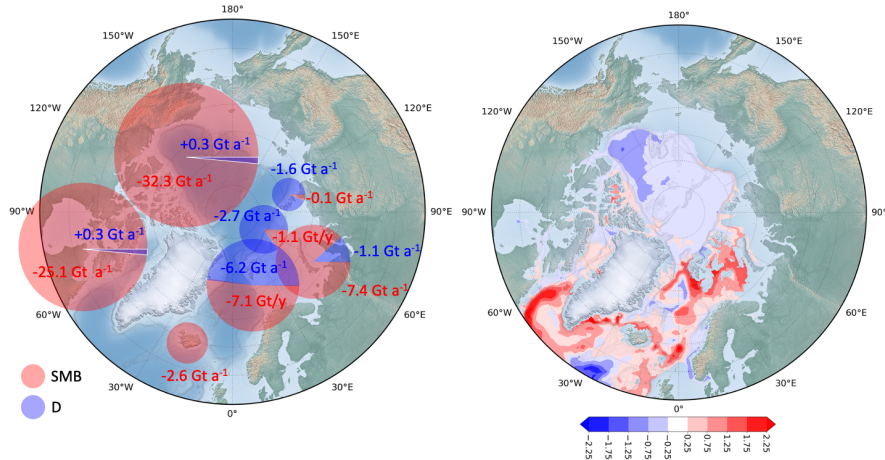 180°
120°W
120°E
90°W
90°E
60°W
60°E
30°W
30°E
0°
+0.3 Gt a⁻¹
-32.3 Gt a⁻¹
-1.6 Gt a⁻¹
-0.1 Gt a⁻¹
-2.7 Gt a⁻¹
-1.1 Gt/y
+0.3 Gt a⁻¹
-25.1 Gt a⁻¹
-1.1 Gt a⁻¹
-6.2 Gt a⁻¹
-7.1 Gt/y
-7.4 Gt a⁻¹
-2.6 Gt a⁻¹
SMB
D
180°
120°W
120°E
90°W
90°E
60°W
60°E
30°W
30°E
0°
-2.25
-1.75
-1.25
-0.75
-0.25
0.25
0.75
1.25
1.75
2.25